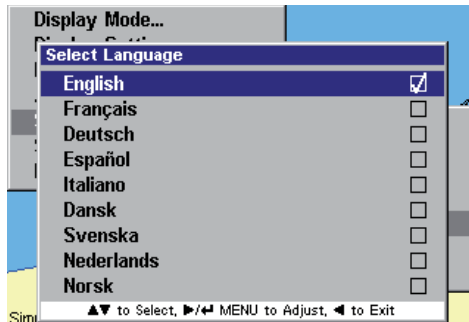 Display Mode...
Select Language
English
Français
Deutsch
Español
Italiano
Dansk
Svenska
Nederlands
Norsk
▲▼ to Select, ▶/↵ MENU to Adjust, ◀ to Exit